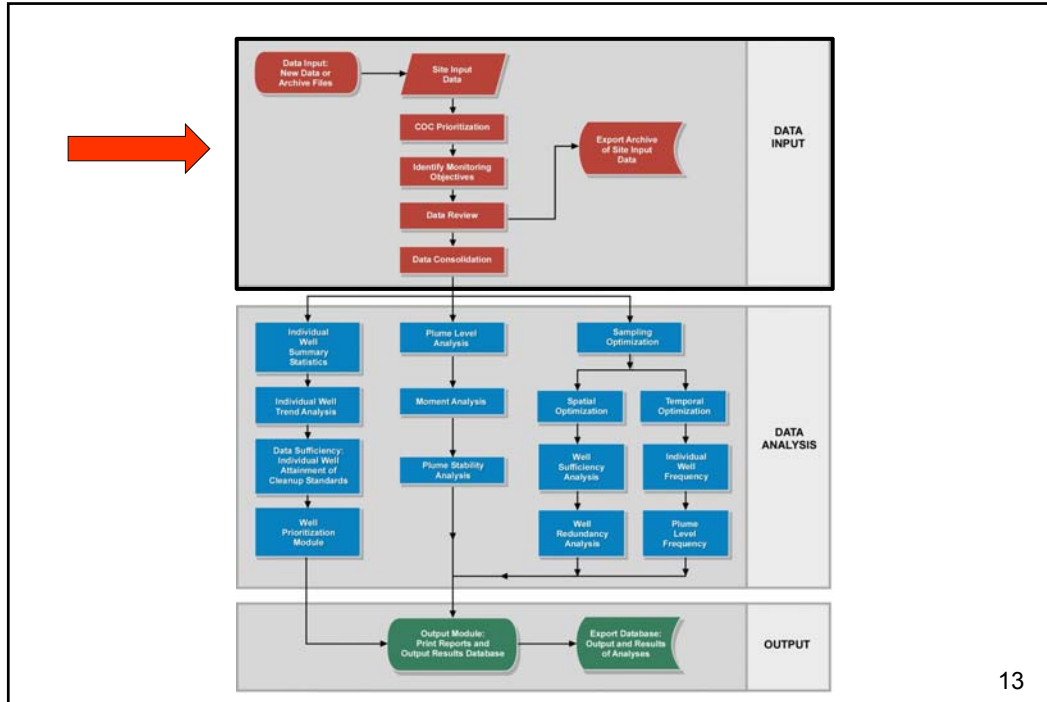 Data Input:
New Data or
Archive Files
Site Input
Data
COC Prioritization
Identify Monitoring
Objectives
Export Archive
of Site Input
Data
Data Review
Data Consolidation
DATA
INPUT
Individual
Well
Summary
Statistics
Plume Level
Analysis
Sampling
Optimization
Individual Well
Trend Analysis
Moment Analysis
Spatial
Optimization
Temporal
Optimization
Data Sufficiency:
Individual Well
Attainment of
Cleanup Standards
Plume Stability
Analysis
Well
Sufficiency
Analysis
Individual
Well
Frequency
Well
Prioritization
Module
Well
Redundancy
Analysis
Plume
Level
Frequency
DATA
ANALYSIS
Output Module:
Print Reports and
Output Results Database
Export Database:
Output and Results
of Analyses
OUTPUT
13